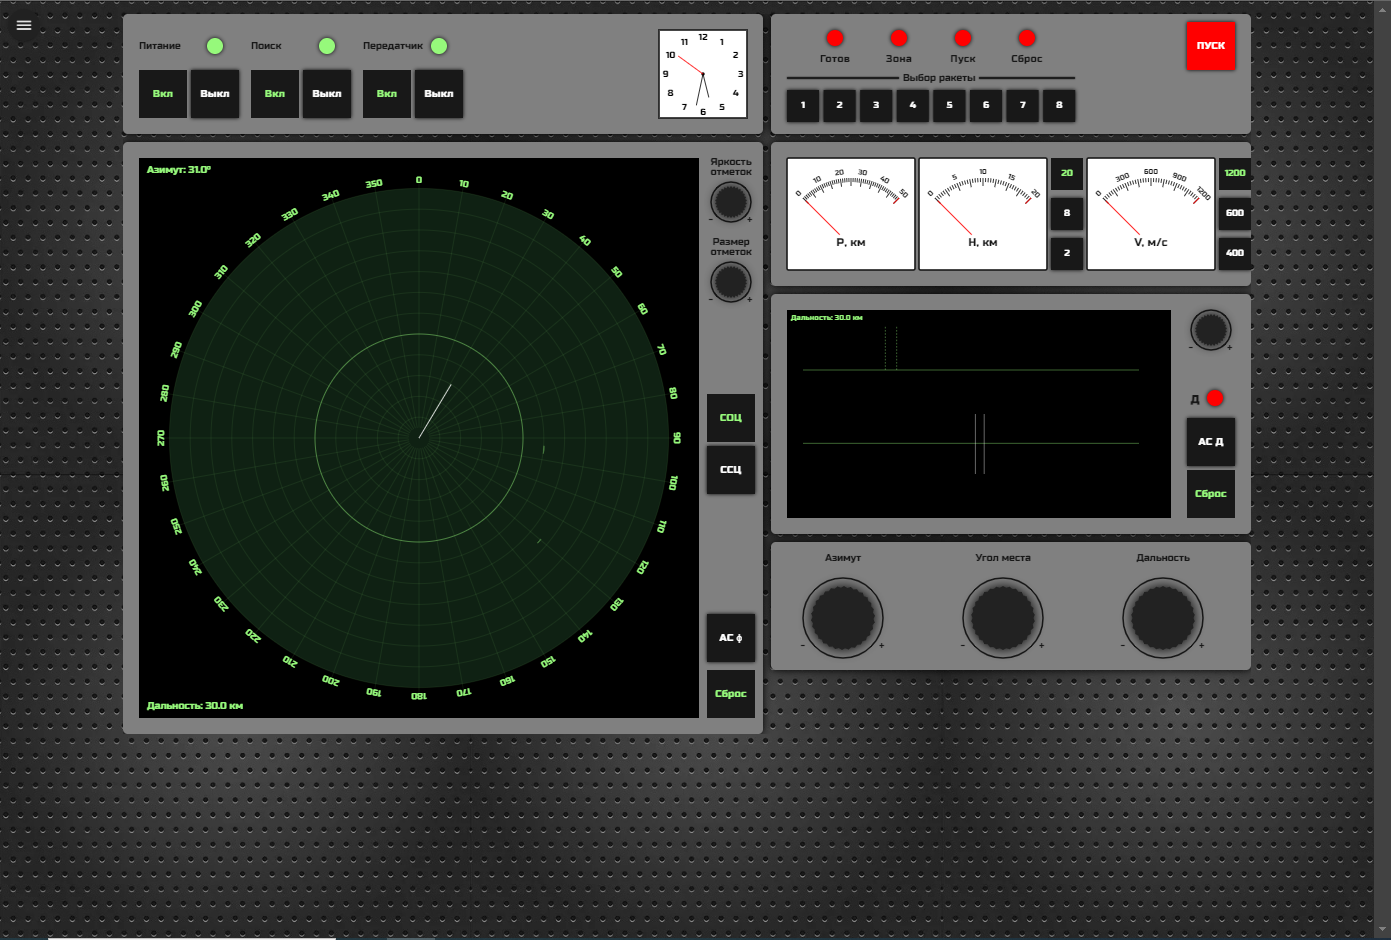 Питание
Поиск
Передатчик
Вкл
Выкл
Вкл
Выкл
Вкл
Выкл
12
1
2
3
4
5
6
7
8
9
10
11
Готов
Зона
Пуск
Сброс
ПУСК
Выбор ракеты
1
2
3
4
5
6
7
8
Азимут: 31.0º
0
10
20
30
40
50
60
70
80
90
100
110
120
130
140
150
160
170
180
190
200
210
220
230
240
250
260
270
280
290
300
310
320
330
340
350
Дальность: 30.0 км
Яркость
отметок
- +
Размер
отметок
- +
СОЦ
ССЦ
АС ϕ
Сброс
0 10 20 30 40 50
P, км
0 5 10 15 20
H, км
20
8
2
0 300 600 900 1200
V, м/с
1200
600
400
Дальность: 30.0 км
- +
Д
АС Д
Сброс
Азимут
Угол места
Дальность
- +
- +
- +